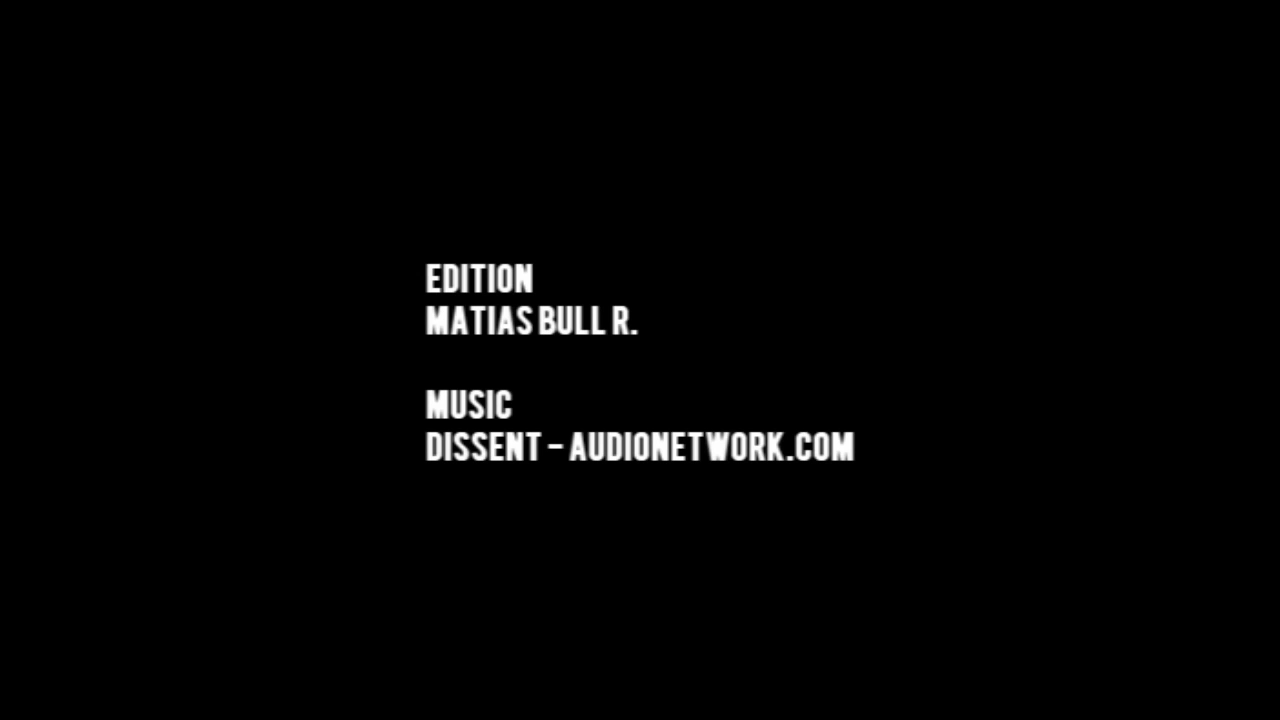 EDITION
MATIAS BULL R.
MUSIC
DISSENT - AUDIONETWORK.COM